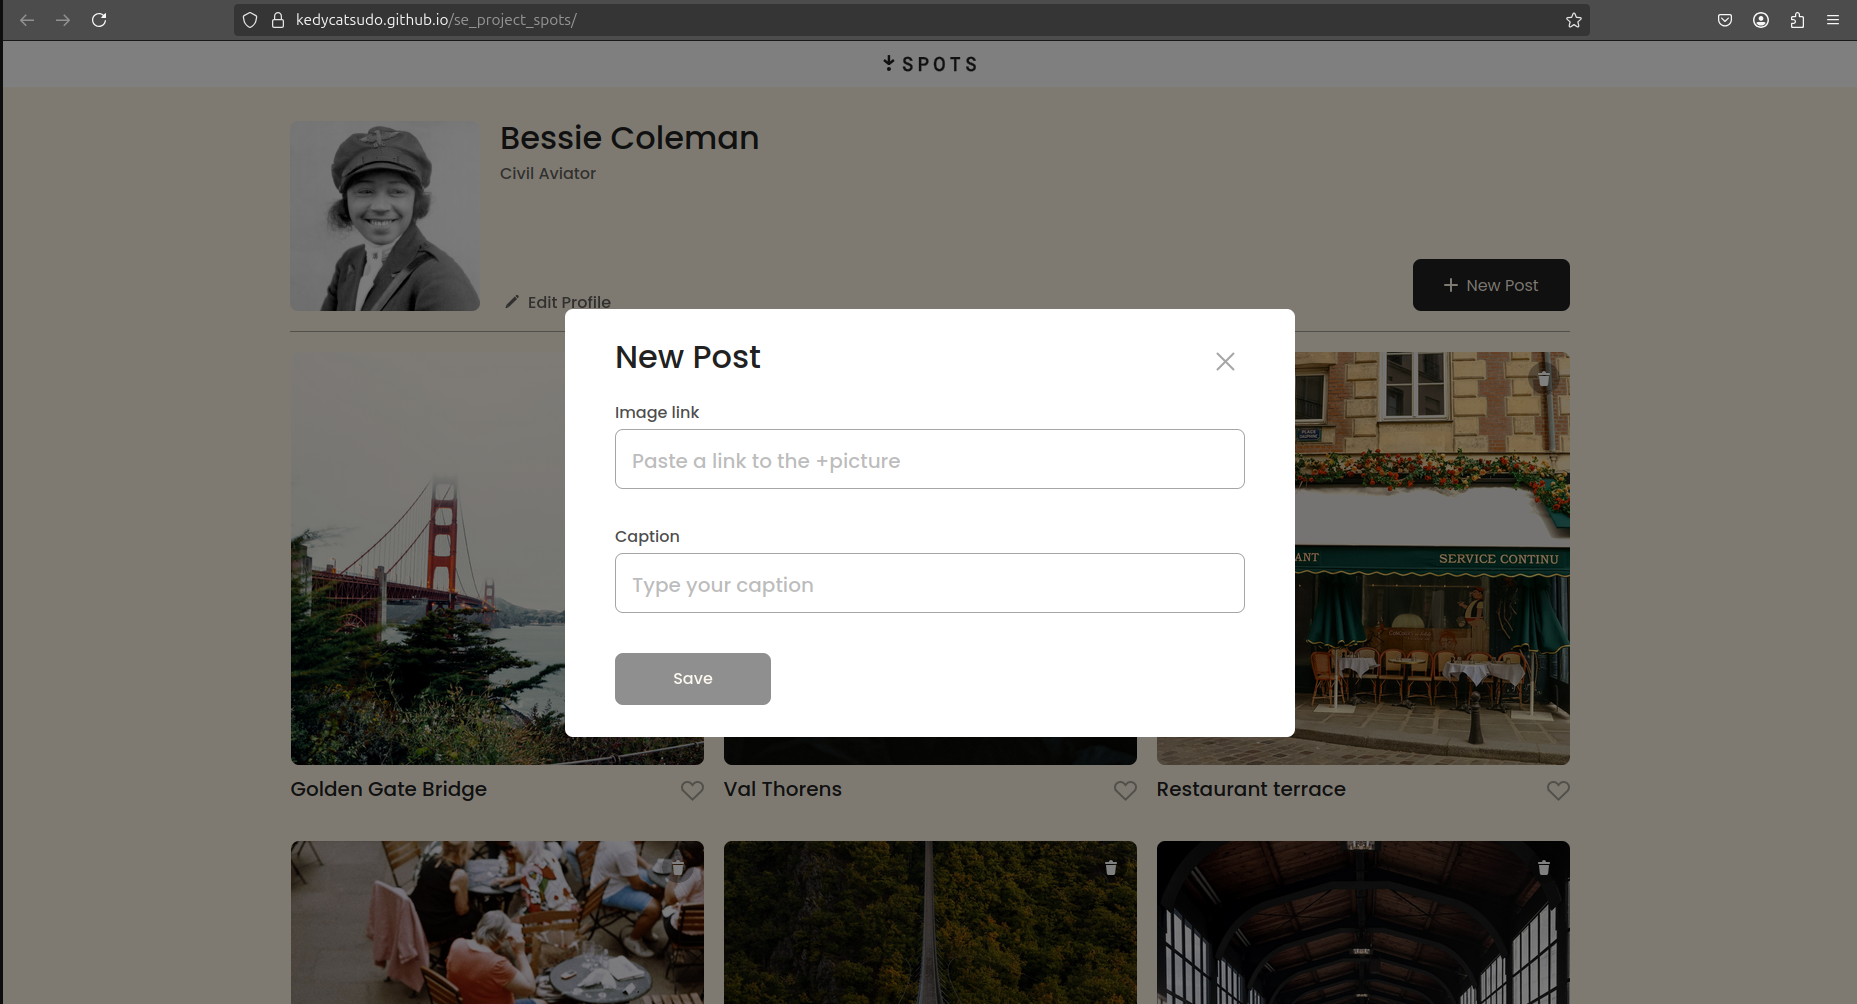 kedycatsudo.github.io/se_project_spots/
SPOTS
Bessie Coleman
Civil Aviator
Edit Profile
New Post
New Post
Image link
Paste a link to the +picture
Caption
Type your caption
Save
PLACE
ANT
SERVICE CONTINU
Golden Gate Bridge
Val Thorens
Restaurant terrace